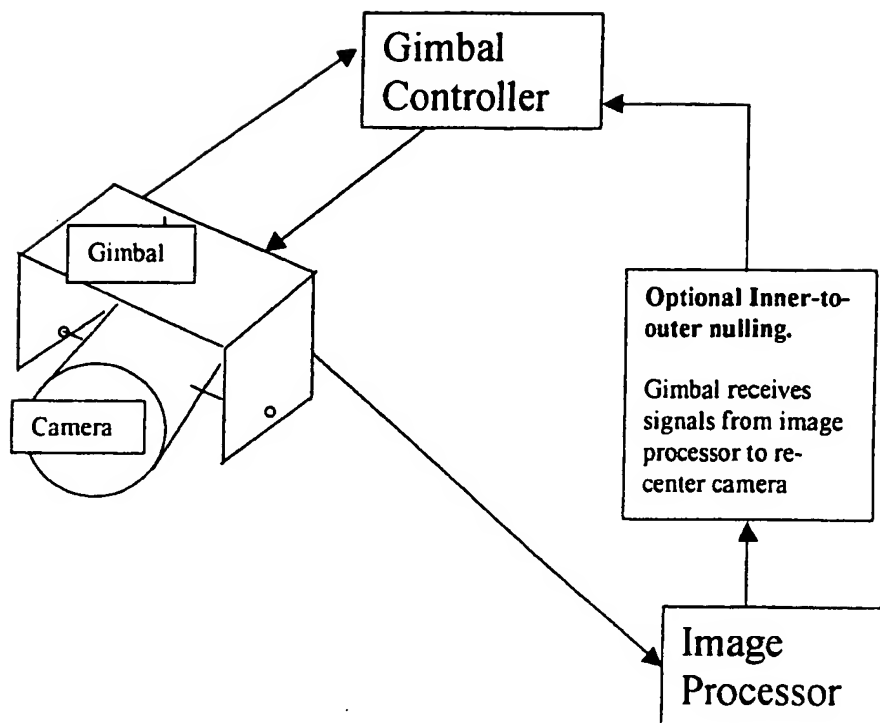 Gimbal
Controller
Gimbal
Camera
Optional Inner-to-
outer nulling.
Gimbal receives
signals from image
processor to re-
center camera
Image
Processor